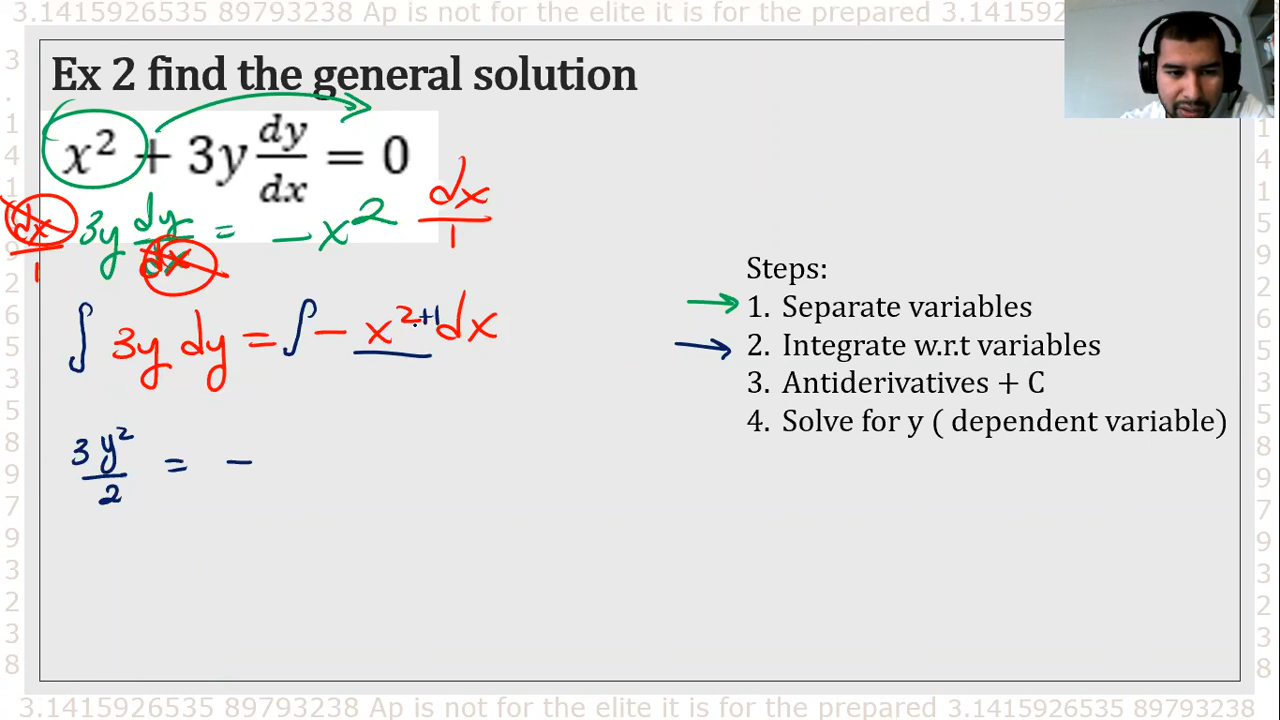 3.1415926535 89793238 Ap is not for the elite it is for the prepared 3.1415926535
Ex 2 find the general solution
x² + 3y dy/dx = 0
dx/1 3y dy/dx = -x² dx/1
∫ 3y dy = ∫ - x²⁺¹ dx
3y²/2 = -
Steps:
1. Separate variables
2. Integrate w.r.t variables
3. Antiderivatives + C
4. Solve for y ( dependent variable)
3.1415926535 89793238 Ap is not for the elite it is for the prepared 3.1415926535 89793238